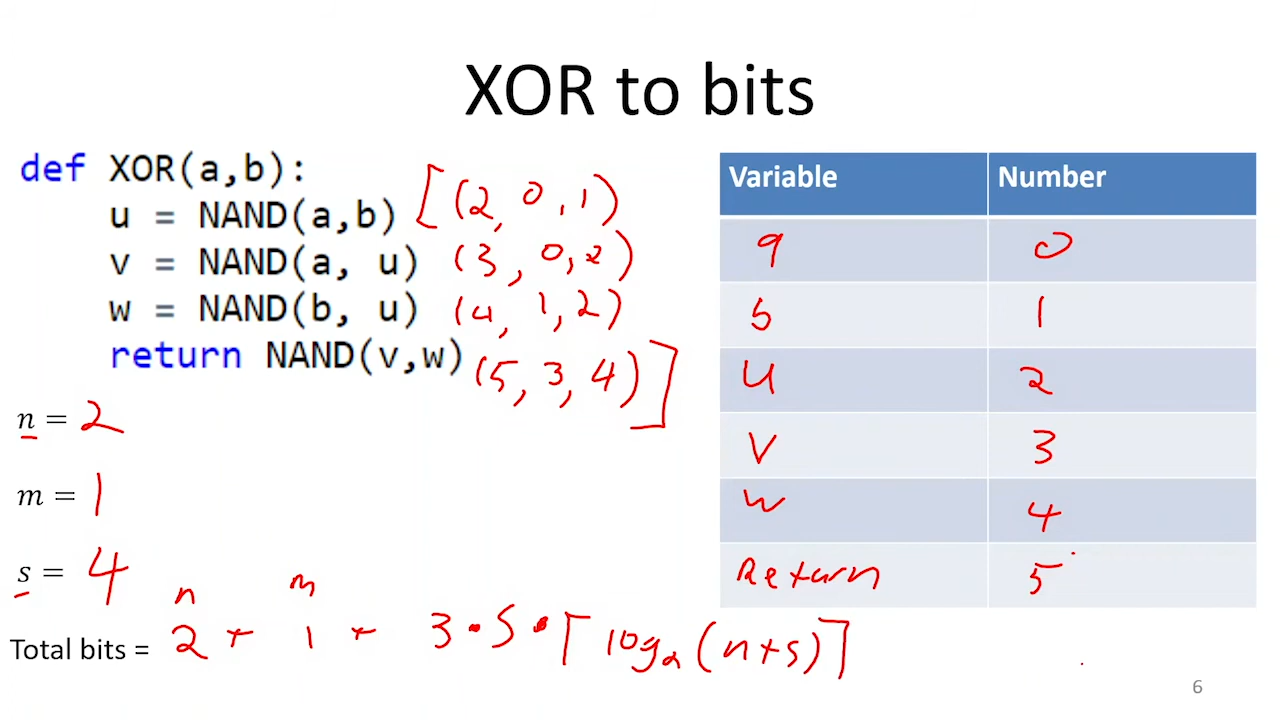 XOR to bits
def XOR(a,b):
u = NAND(a,b) [(2, 0, 1)
v = NAND(a, u) (3, 0, 2)
w = NAND(b, u) (4, 1, 2)
return NAND(v,w) (5, 3, 4)]
n = 2
m = 1
s = 4
n m
Total bits = 2 + 1 + 3 · S · ⌈log₂(n+s)⌉
Variable Number
a 0
b 1
u 2
v 3
w 4
Return 5
6